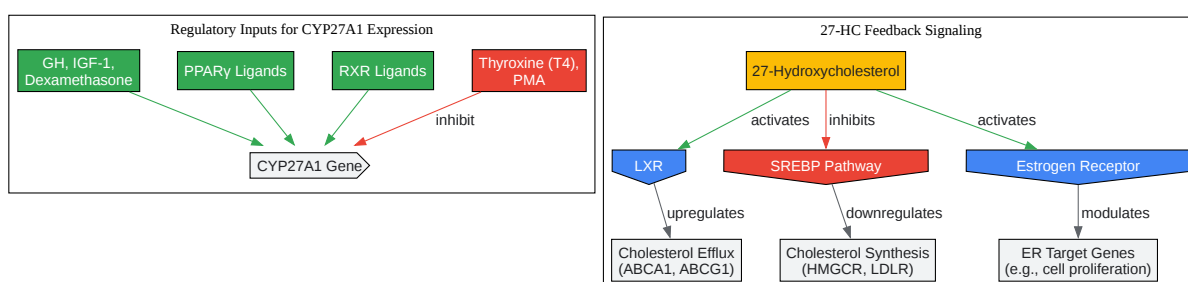 Regulatory Inputs for CYP27A1 Expression
GH, IGF-1,
Dexamethasone
PPARγ Ligands
RXR Ligands
Thyroxine (T4),
PMA
inhibit
CYP27A1 Gene
27-HC Feedback Signaling
27-Hydroxycholesterol
activates
inhibits
activates
LXR
SREBP Pathway
Estrogen Receptor
upregulates
downregulates
modulates
Cholesterol Efflux
(ABCA1, ABCG1)
Cholesterol Synthesis
(HMGCR, LDLR)
ER Target Genes
(e.g., cell proliferation)